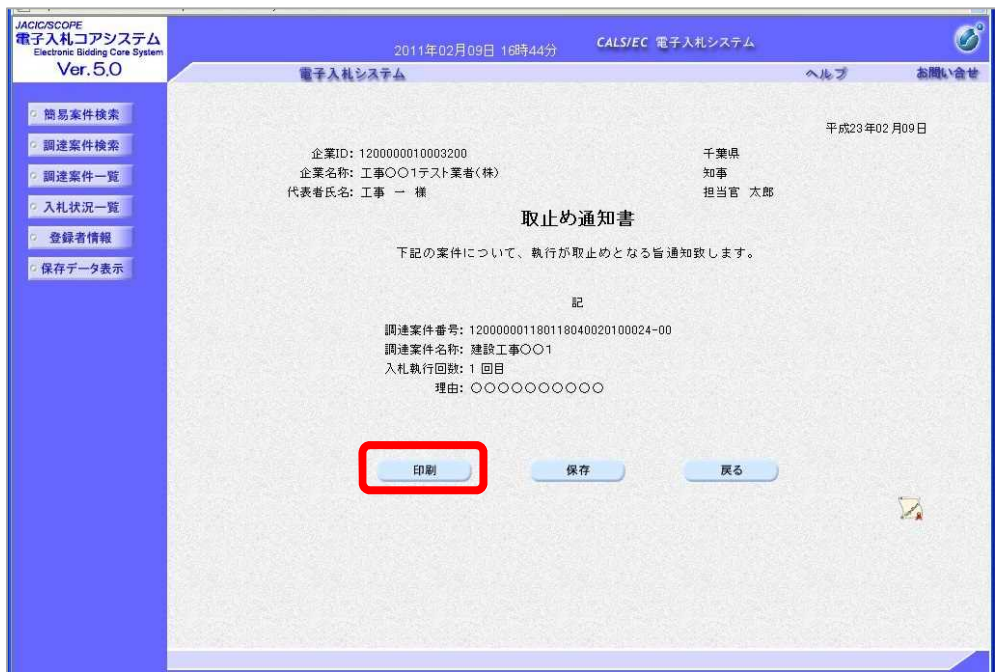 JACIC/SCOPE
電子入札コアシステム
Electronic Bidding Core System
Ver.5.0
2011年02月09日 16時44分
CALS/EC 電子入札システム
電子入札システム
ヘルプ
お問い合せ
簡易案件検索
調達案件検索
調達案件一覧
入札状況一覧
登録者情報
保存データ表示
平成23年02月09日
企業ID: 1200000010003200
千葉県
企業名称: 工事〇〇1テスト業者(株)
知事
代表者氏名: 工事 一 様
担当官 太郎
取止め通知書
下記の案件について、執行が取止めとなる旨通知致します。
記
調達案件番号: 120000001180118040020100024-00
調達案件名称: 建設工事〇〇1
入札執行回数: 1 回目
理由: 〇〇〇〇〇〇〇〇〇〇
印刷
保存
戻る